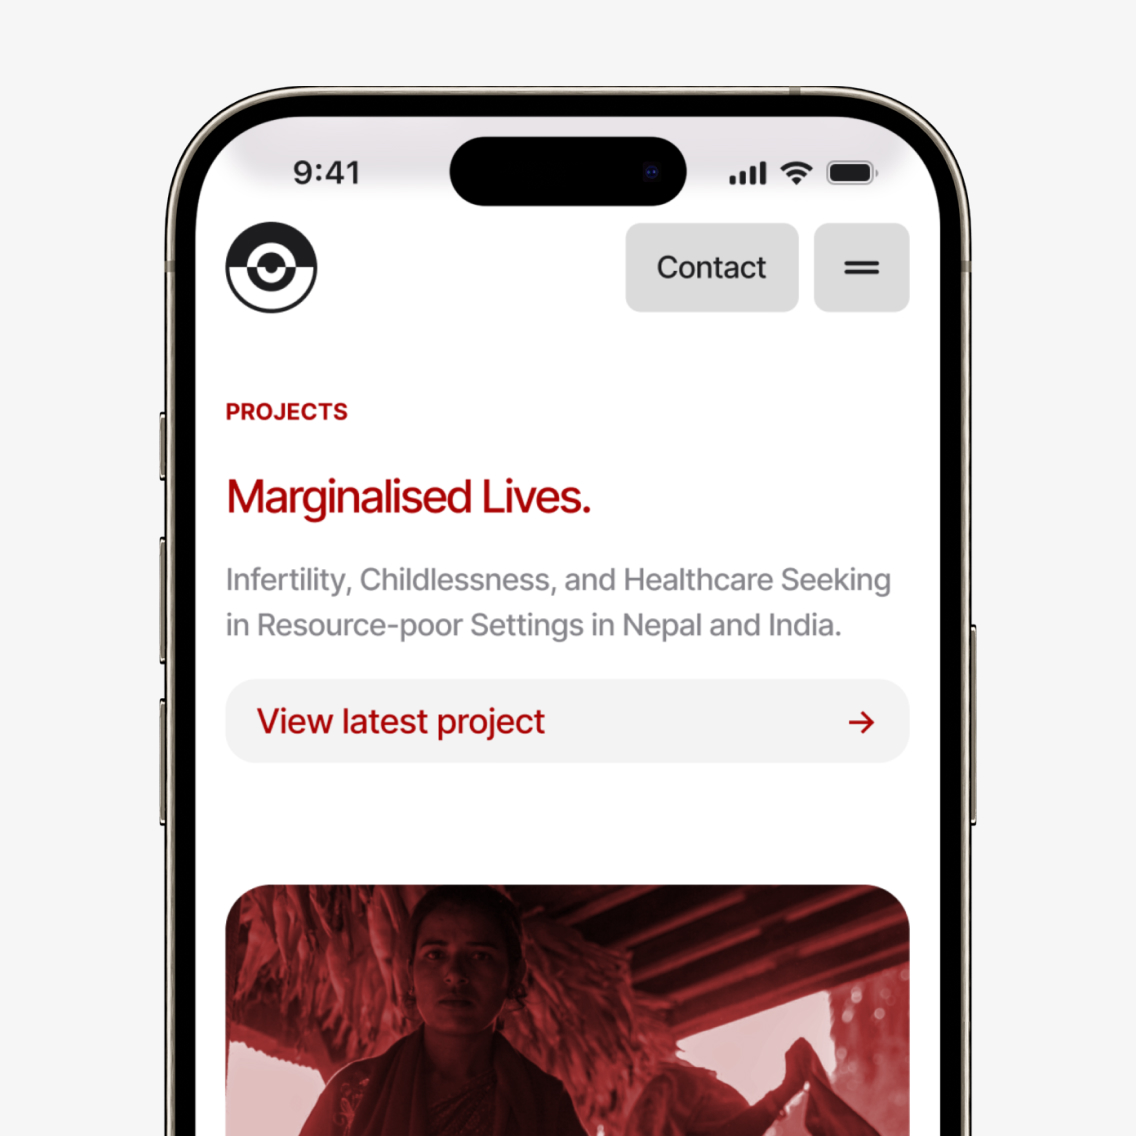 9:41
Contact
PROJECTS
Marginalised Lives.
Infertility, Childlessness, and Healthcare Seeking
in Resource-poor Settings in Nepal and India.
View latest project